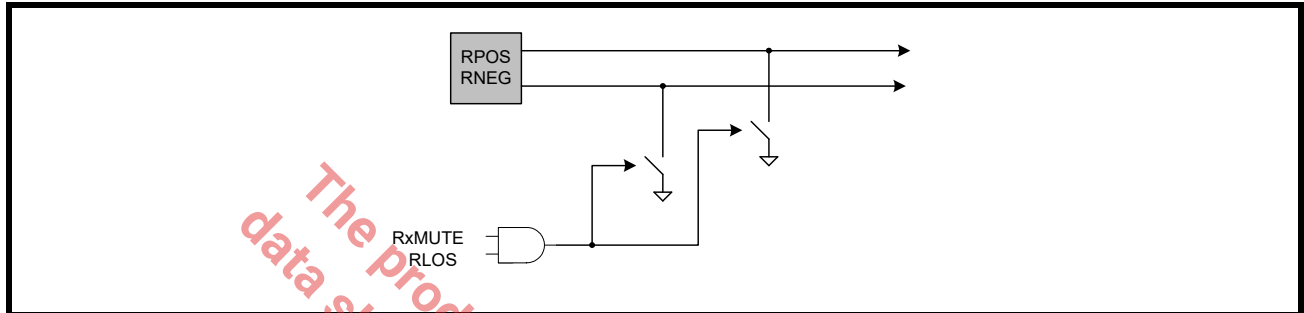 RPOS
RNEG
RxMUTE
RLOS
The prod
data s